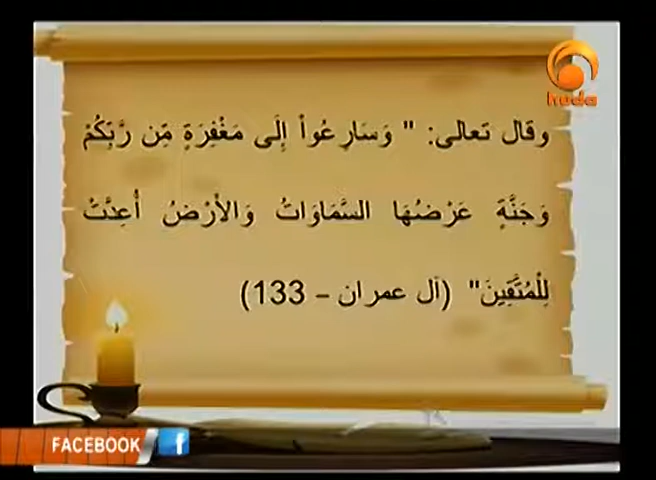 huda
وقال تعالى: " وَسَارِعُواْ إِلَى مَغْفِرَةٍ مِّن رَّبِّكُمْ
وَجَنَّةٍ عَرْضُهَا السَّمَاوَاتُ وَالأَرْضُ أُعِدَّتْ
لِلْمُتَّقِينَ" (آل عمران – 133)
FACEBOOK f